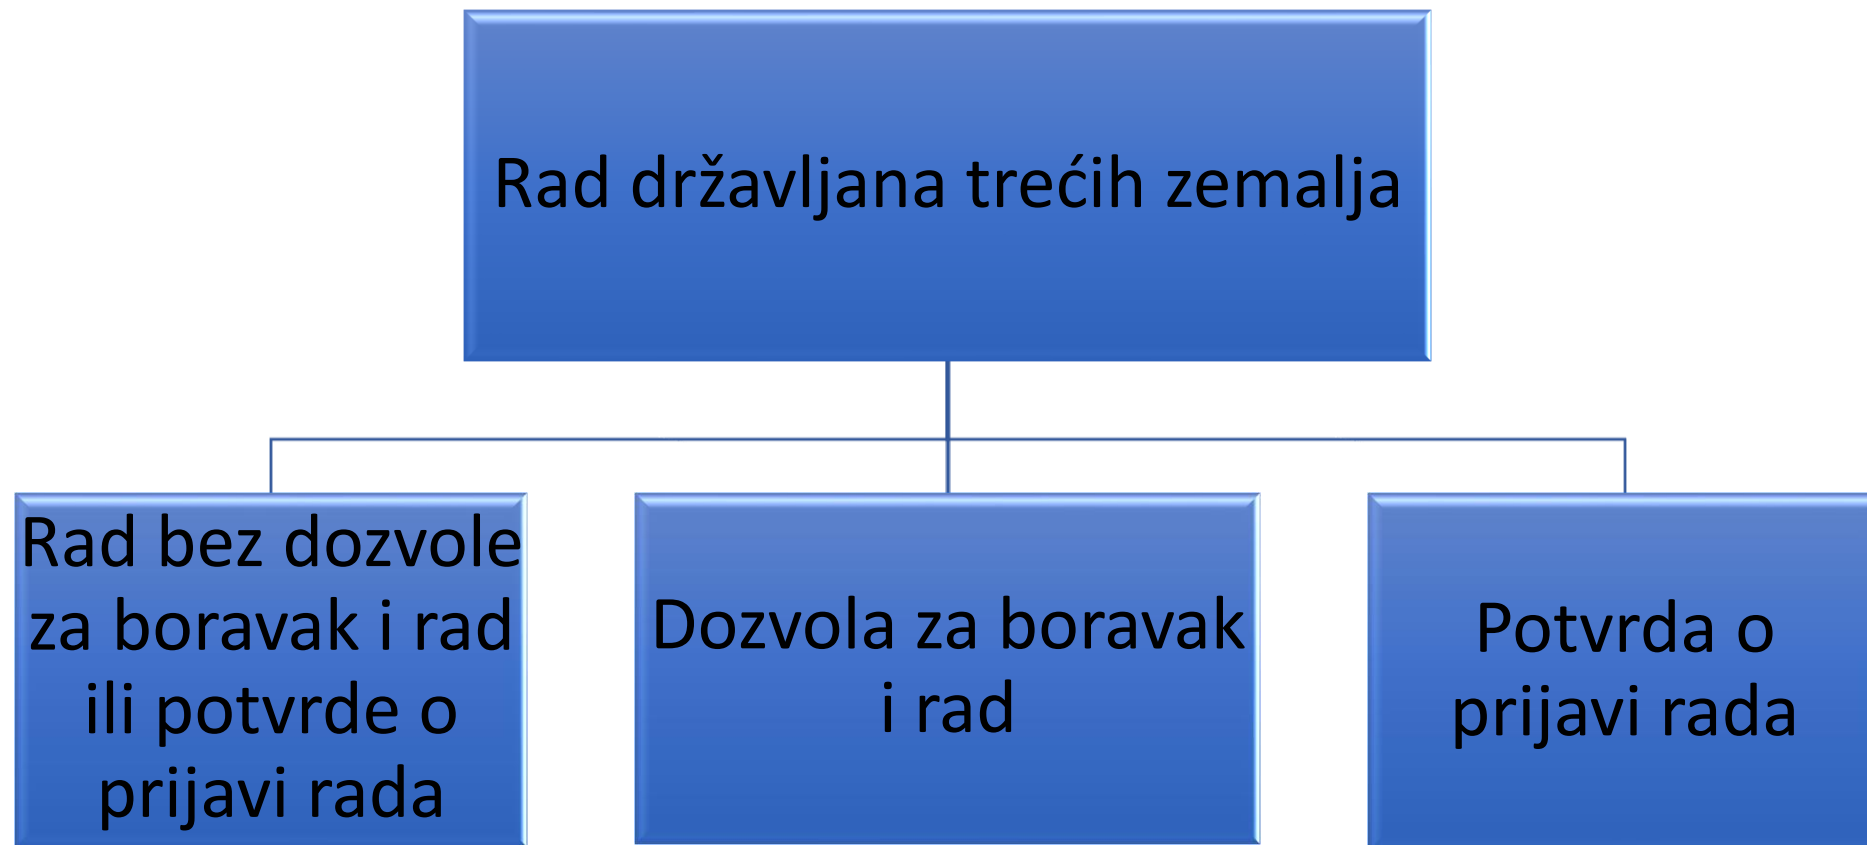 Rad državljana trećih zemalja
Rad bez dozvole
za boravak i rad
ili potvrde o
prijavi rada
Dozvola za boravak
i rad
Potvrda o
prijavi rada